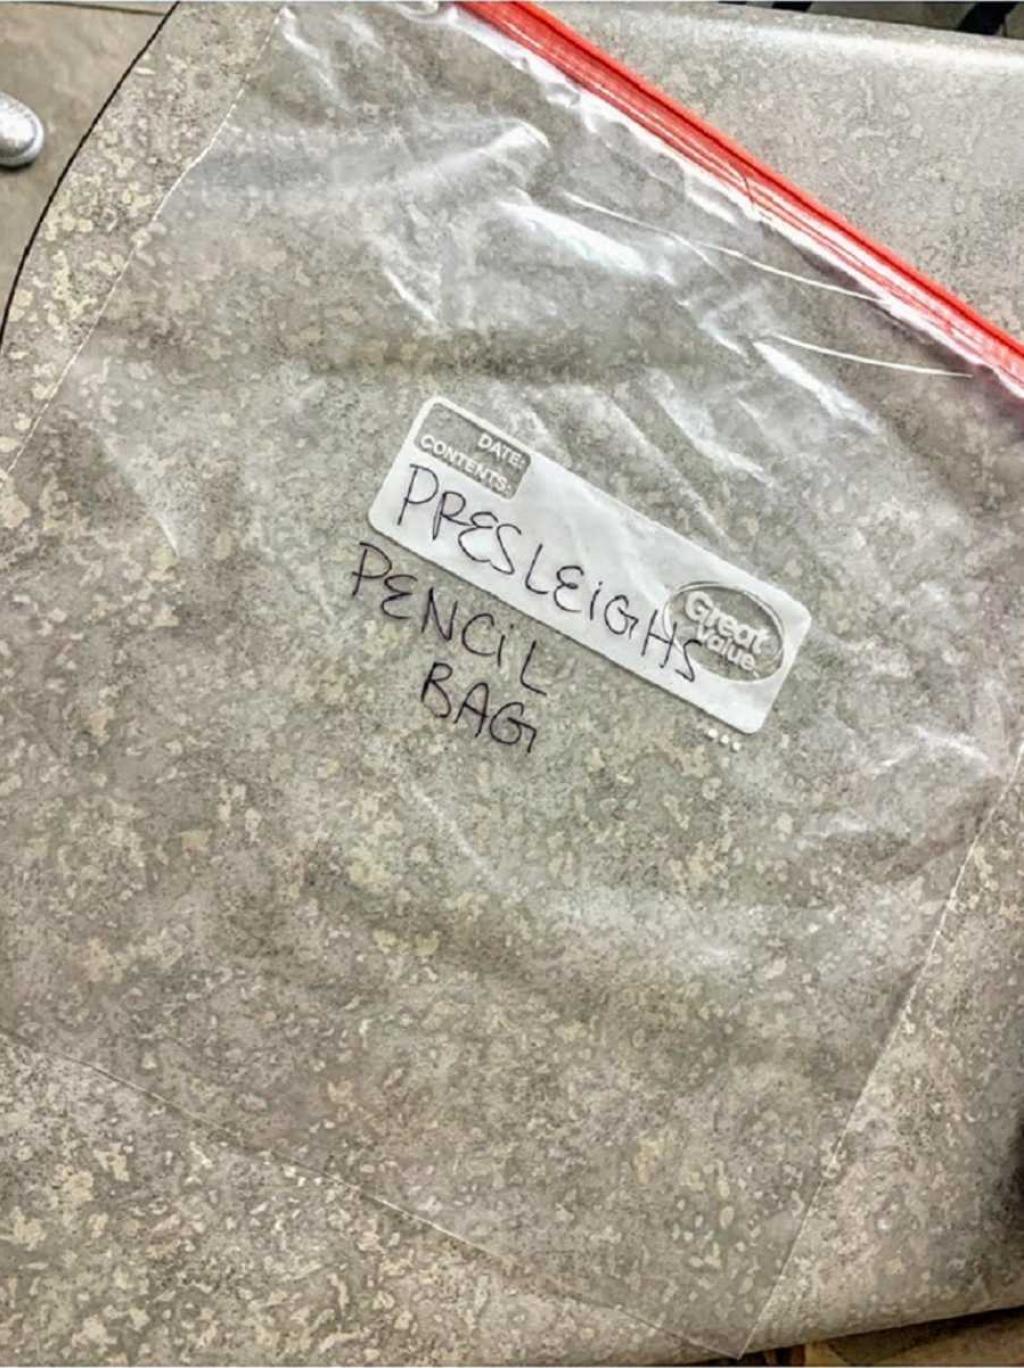 DATE:
CONTENTS:
PRESLEIGHS
Great
Value
PENCiL
BAG